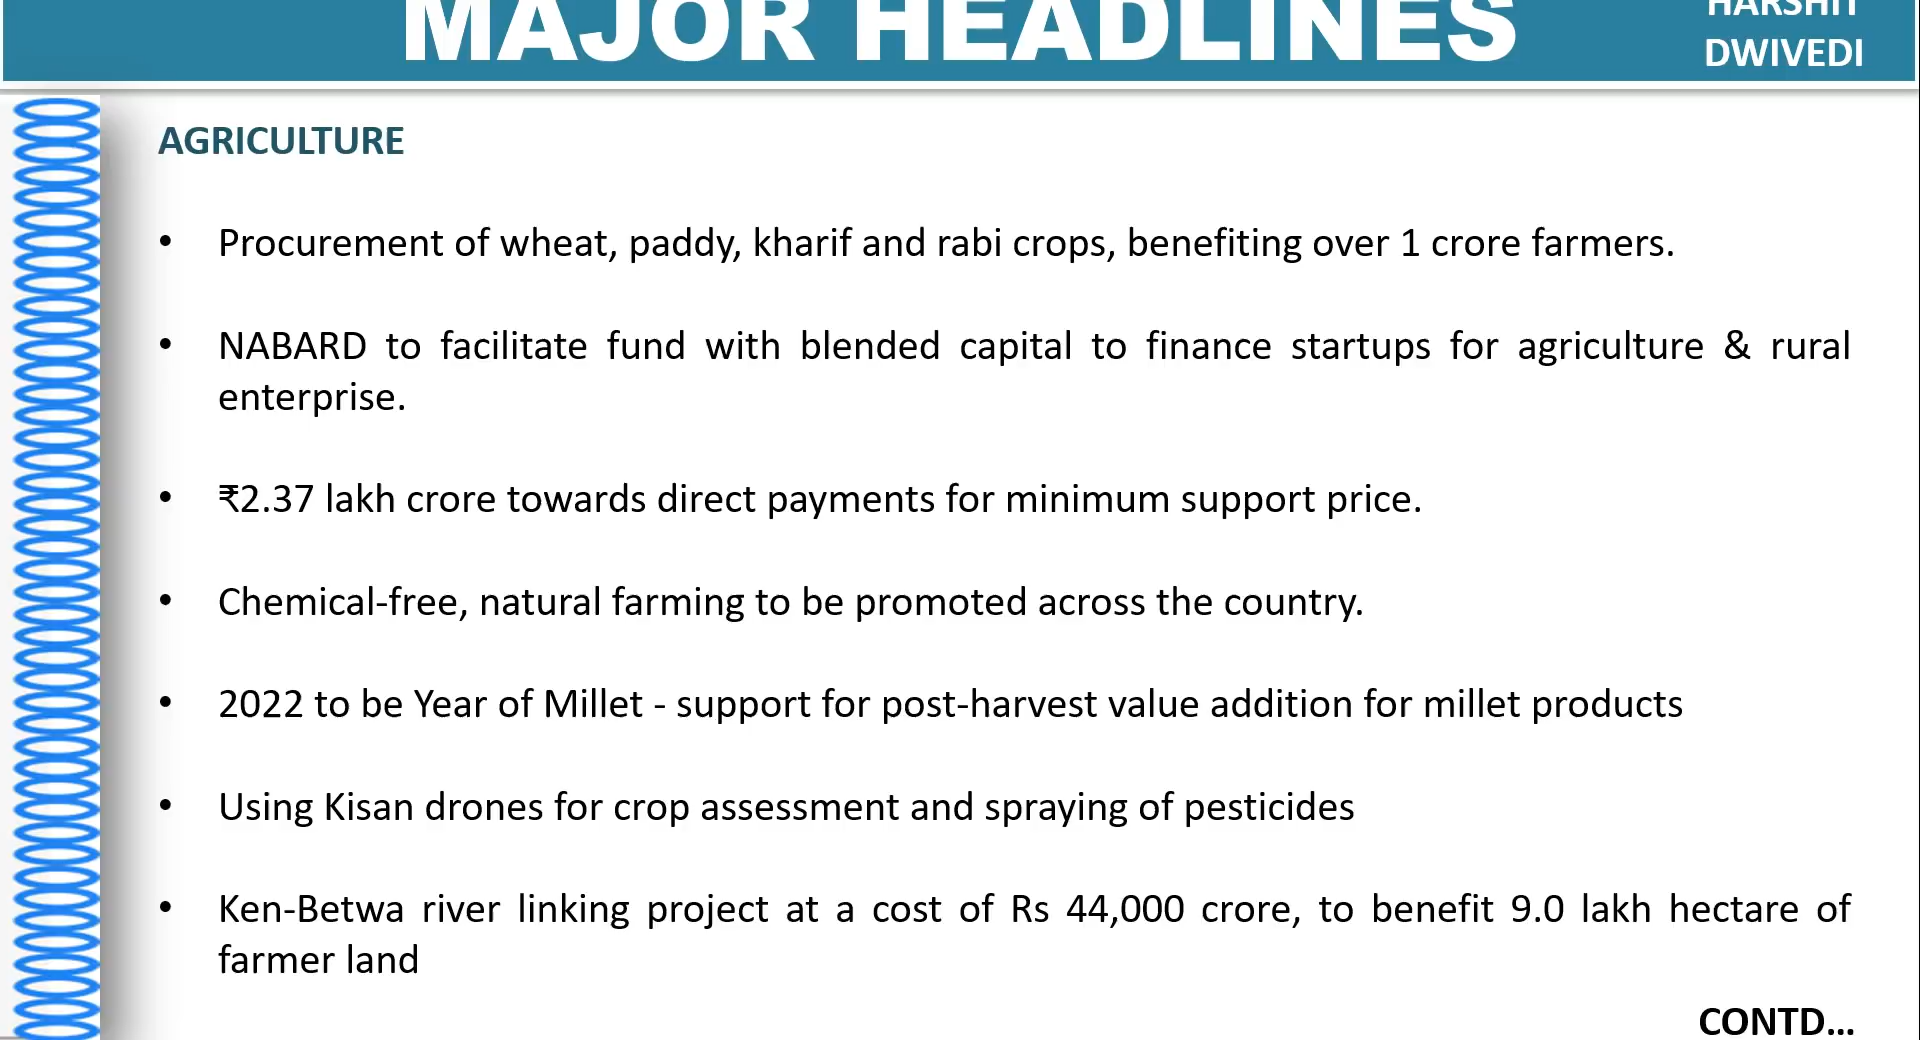 MAJOR HEADLINES
HARSHIT
DWIVEDI
AGRICULTURE
• Procurement of wheat, paddy, kharif and rabi crops, benefiting over 1 crore farmers.
• NABARD to facilitate fund with blended capital to finance startups for agriculture & rural
enterprise.
• ₹2.37 lakh crore towards direct payments for minimum support price.
• Chemical-free, natural farming to be promoted across the country.
• 2022 to be Year of Millet - support for post-harvest value addition for millet products
• Using Kisan drones for crop assessment and spraying of pesticides
• Ken-Betwa river linking project at a cost of Rs 44,000 crore, to benefit 9.0 lakh hectare of
farmer land
CONTD...